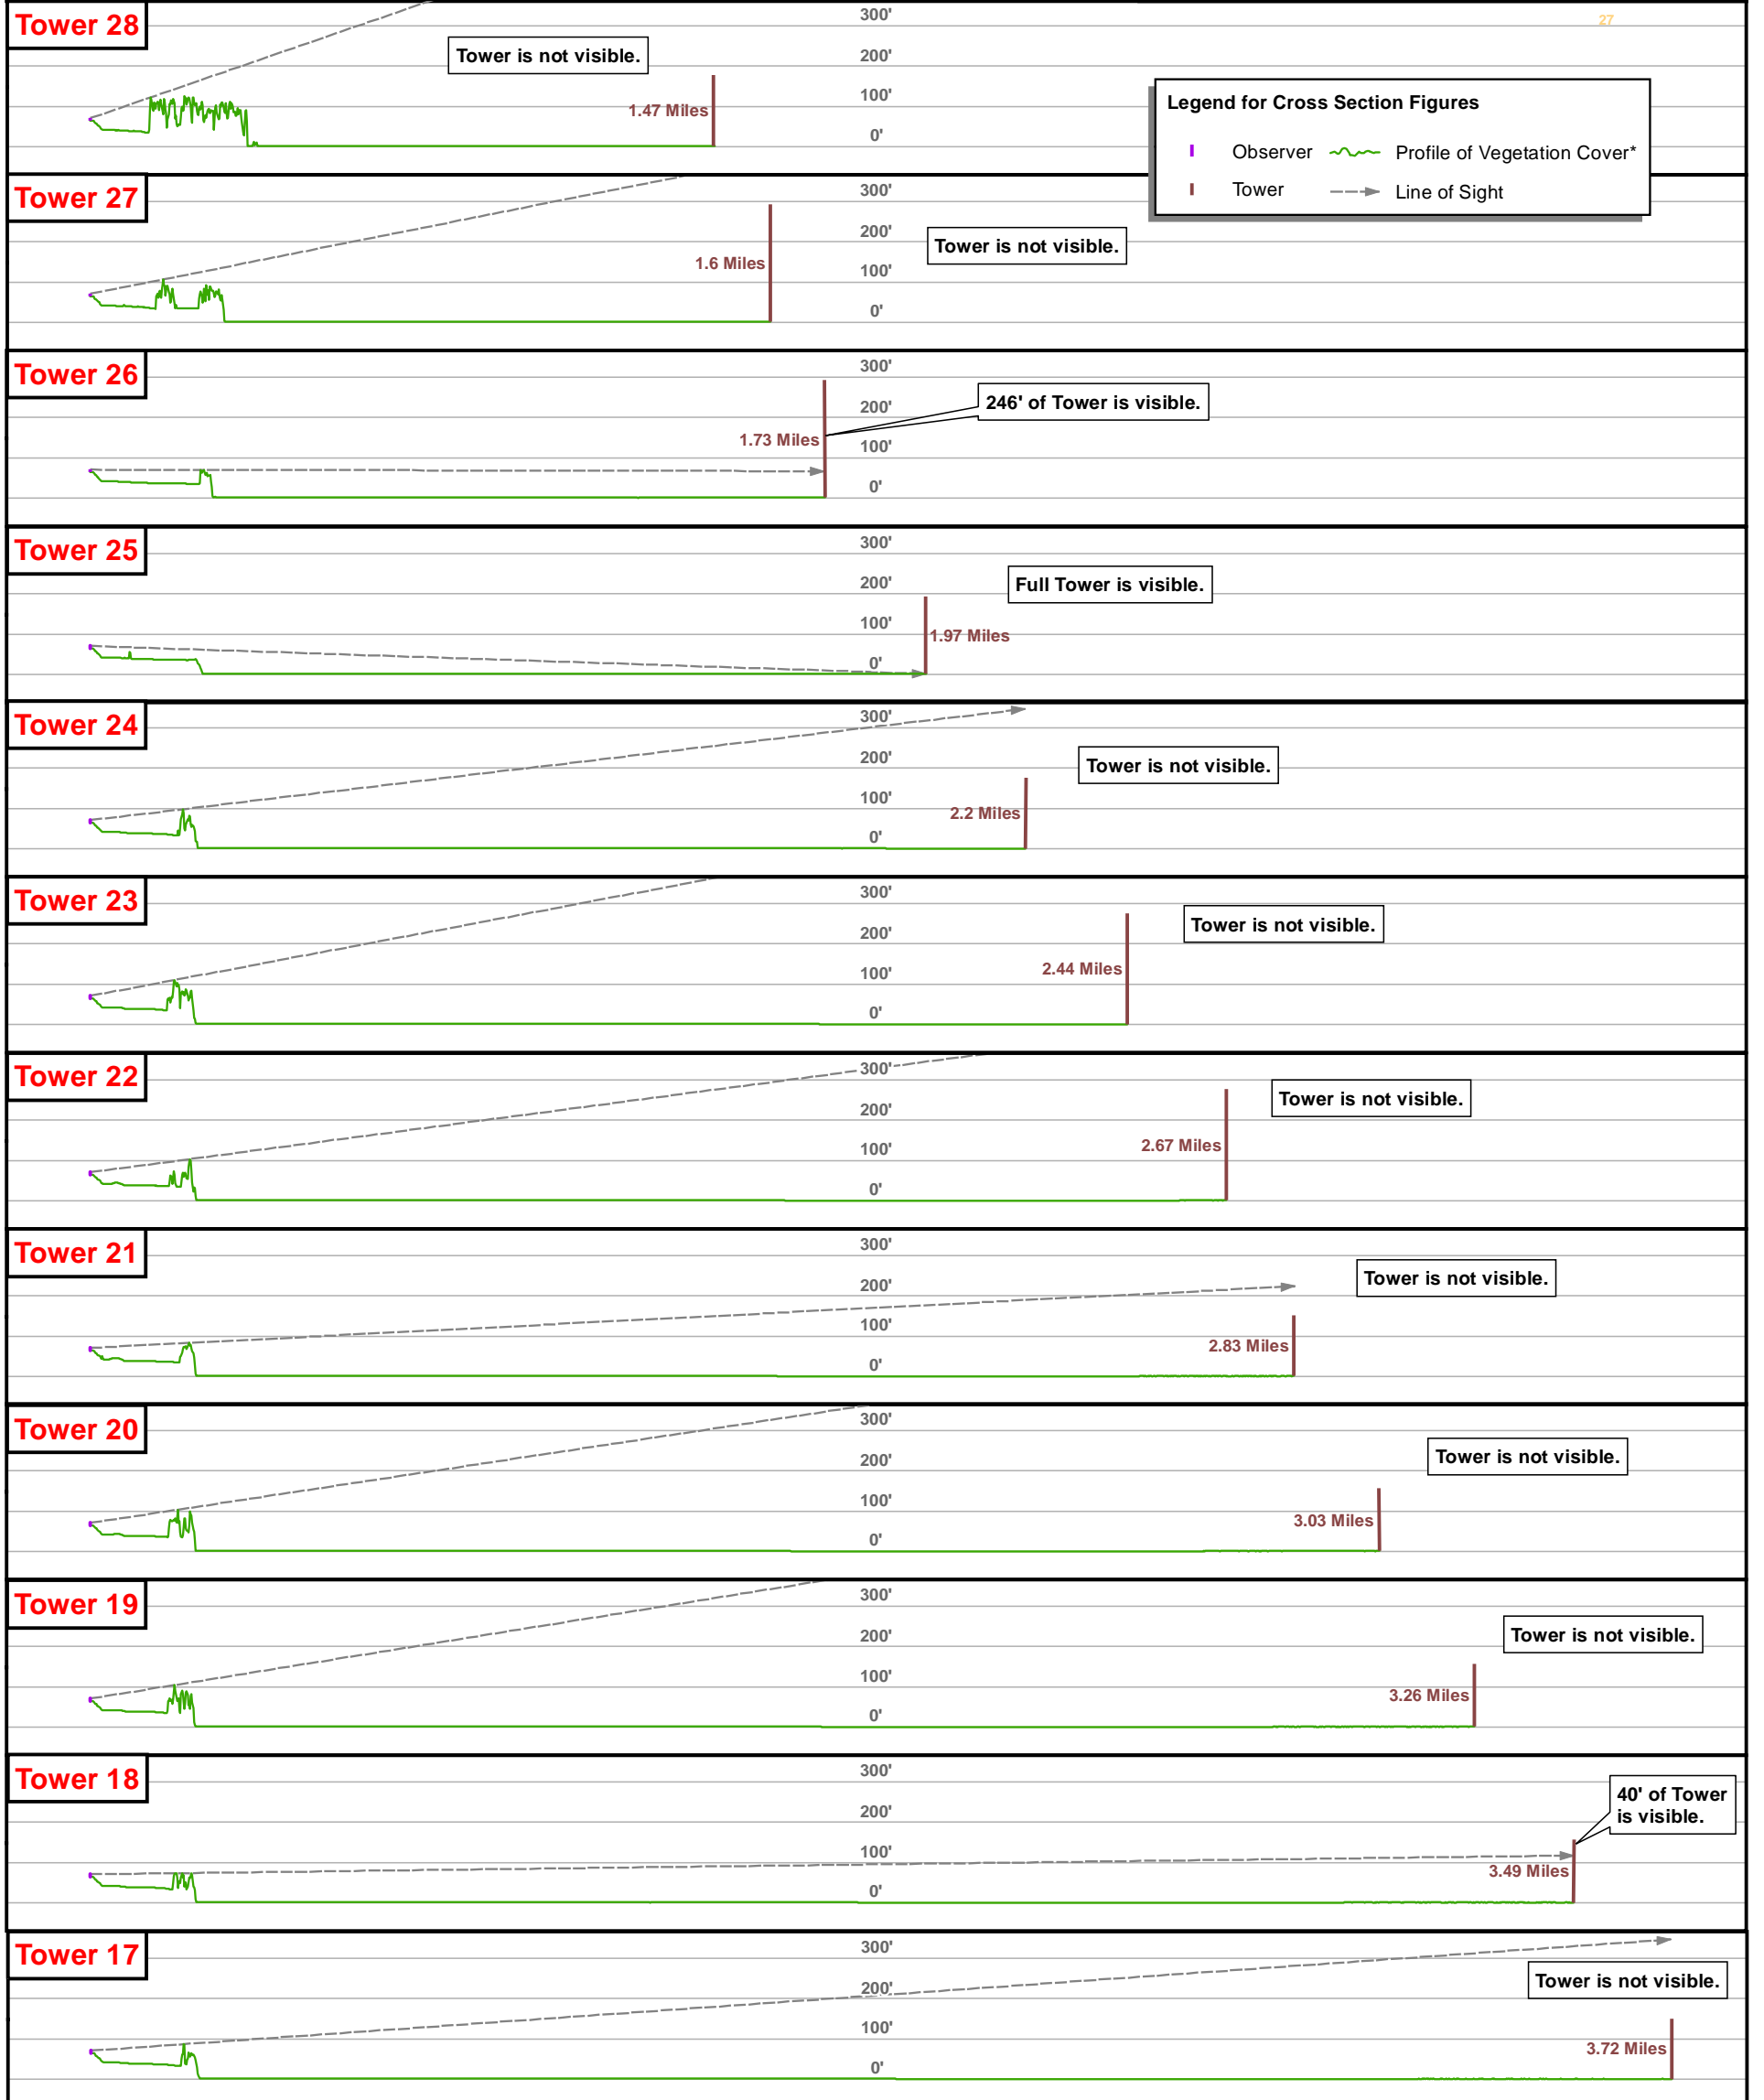 Tower 28
300'
27
Tower is not visible.
200'
1.47 Miles
100'
0'
Legend for Cross Section Figures
Observer
Profile of Vegetation Cover*
Tower
Line of Sight
Tower 27
300'
200'
Tower is not visible.
1.6 Miles
100'
0'
Tower 26
300'
246' of Tower is visible.
200'
1.73 Miles
100'
0'
Tower 25
300'
Full Tower is visible.
200'
100'
1.97 Miles
0'
Tower 24
300'
200'
Tower is not visible.
100'
2.2 Miles
0'
Tower 23
300'
Tower is not visible.
200'
100'
2.44 Miles
0'
Tower 22
300'
Tower is not visible.
200'
100'
2.67 Miles
0'
Tower 21
300'
Tower is not visible.
200'
100'
2.83 Miles
0'
Tower 20
300'
Tower is not visible.
200'
100'
3.03 Miles
0'
Tower 19
300'
Tower is not visible.
200'
100'
3.26 Miles
0'
Tower 18
300'
40' of Tower
is visible.
200'
100'
3.49 Miles
0'
Tower 17
300'
Tower is not visible.
200'
100'
3.72 Miles
0'